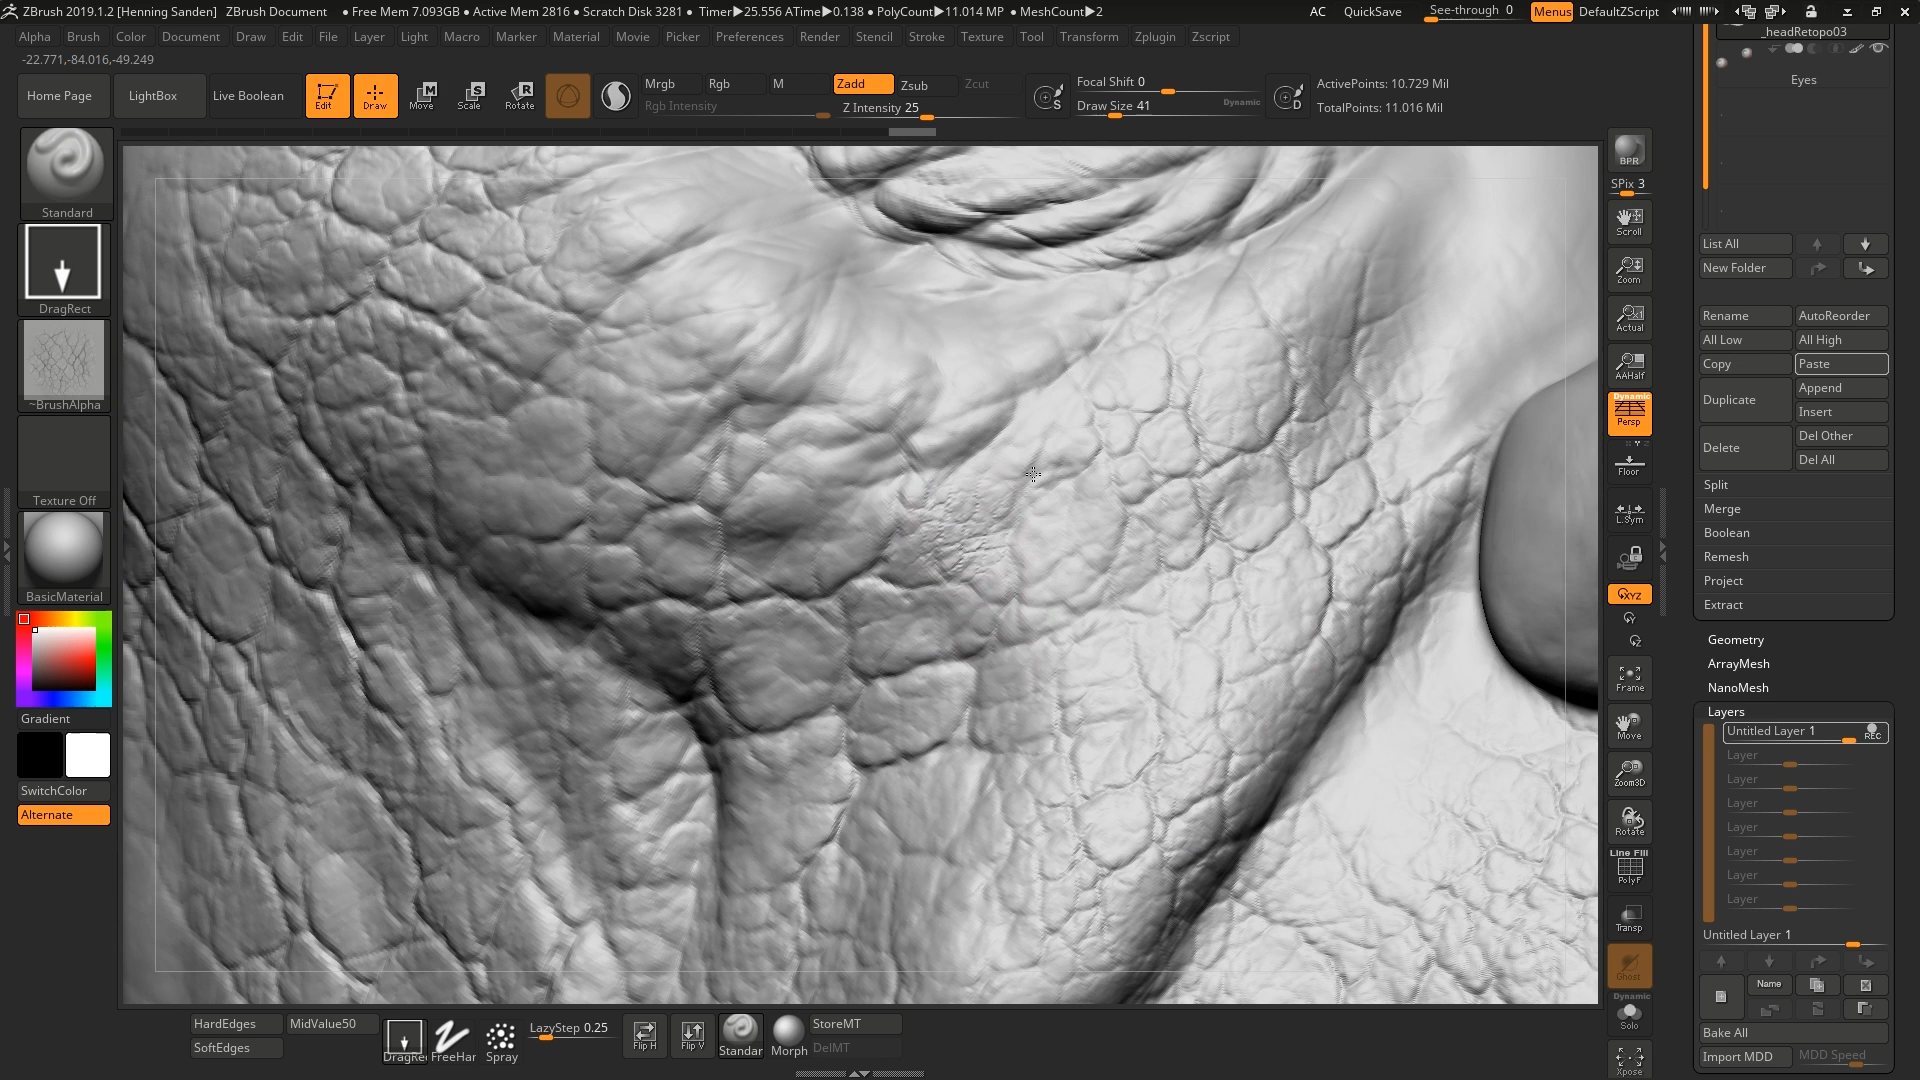 ZBrush 2019.1.2 [Henning Sanden] ZBrush Document • Free Mem 7.093GB • Active Mem 2816 • Scratch Disk 3281 • Timer▶25.556 ATime▶0.138 • PolyCount▶11.014 MP • MeshCount▶2 AC QuickSave See-through 0 Menus DefaultZScript
Alpha Brush Color Document Draw Edit File Layer Light Macro Marker Material Movie Picker Preferences Render Stencil Stroke Texture Tool Transform Zplugin Zscript
-22.771,-84.016,-49.249
Home Page LightBox Live Boolean Edit Draw Move Scale Rotate
Mrgb Rgb M Zadd Zsub Zcut
Rgb Intensity Z Intensity 25
Focal Shift 0
Draw Size 41 Dynamic
ActivePoints: 10.729 Mil
TotalPoints: 11.016 Mil
Standard
DragRect
~BrushAlpha
Texture Off
BasicMaterial
Gradient
SwitchColor
Alternate
BPR
SPix 3
Scroll
Zoom
Actual
AAHalf
Dynamic
Persp
Floor
L.Sym
XYZ
Y
Z
Frame
Move
Zoom3D
Rotate
Line Fill
PolyF
Transp
Ghost
Dynamic
Solo
Xpose
_headRetopo03
Eyes
List All
New Folder
Rename AutoReorder
All Low All High
Copy Paste
Duplicate Append
Insert
Delete Del Other
Del All
Split
Merge
Boolean
Remesh
Project
Extract
Geometry
ArrayMesh
NanoMesh
Layers
Untitled Layer 1 REC
Layer
Layer
Layer
Layer
Layer
Layer
Layer
Untitled Layer 1
Name
Bake All
Import MDD MDD Speed
HardEdges MidValue50
SoftEdges
DragRe FreeHar Spray
LazyStep 0.25
Flip H Flip V
Standar Morph
StoreMT
DelMT